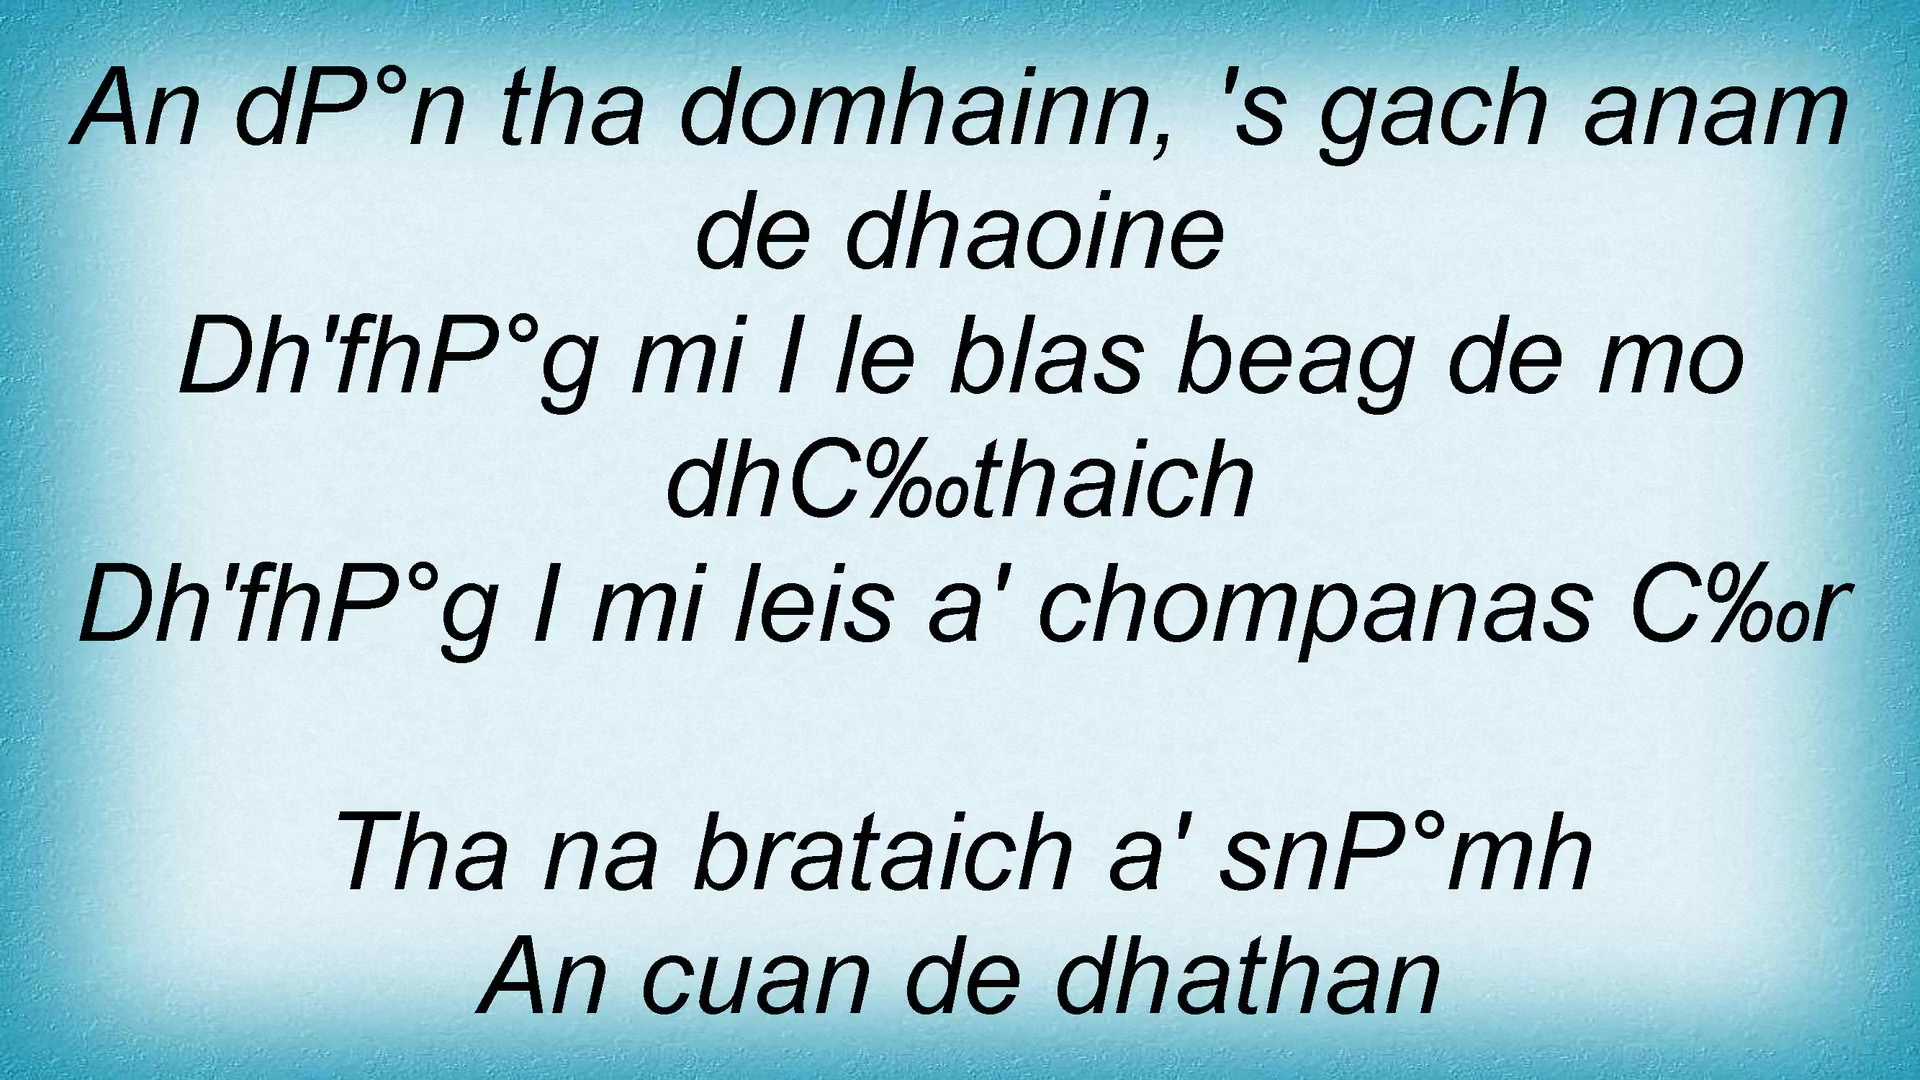 An dP°n tha domhainn, 's gach anam
de dhaoine
Dh'fhP°g mi I le blas beag de mo
dhC‰thaich
Dh'fhP°g I mi leis a' chompanas C‰r
Tha na brataich a' snP°mh
An cuan de dhathan